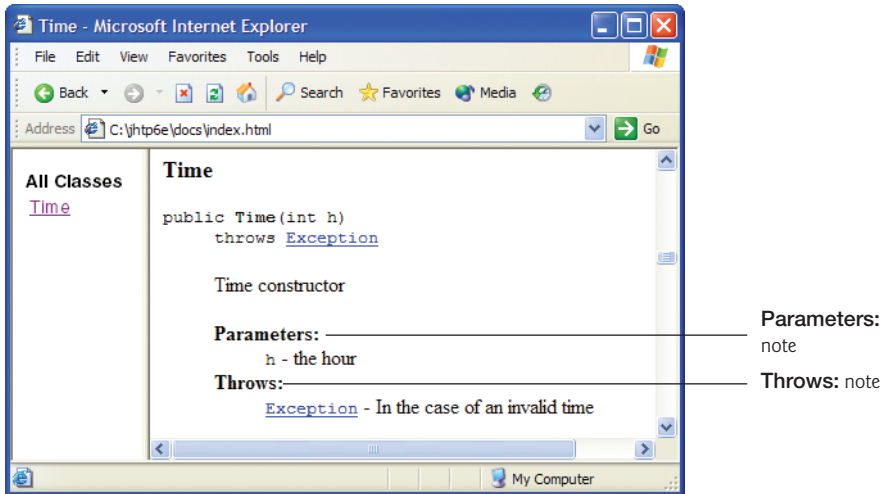 Time - Microsoft Internet Explorer
File Edit View Favorites Tools Help
Back Search Favorites Media
Address C:\jhtp6e\docs\index.html Go
All Classes
Time
Time
public Time(int h)
throws Exception
Time constructor
Parameters:
h - the hour
Throws:
Exception - In the case of an invalid time
My Computer
Parameters:
note
Throws: note